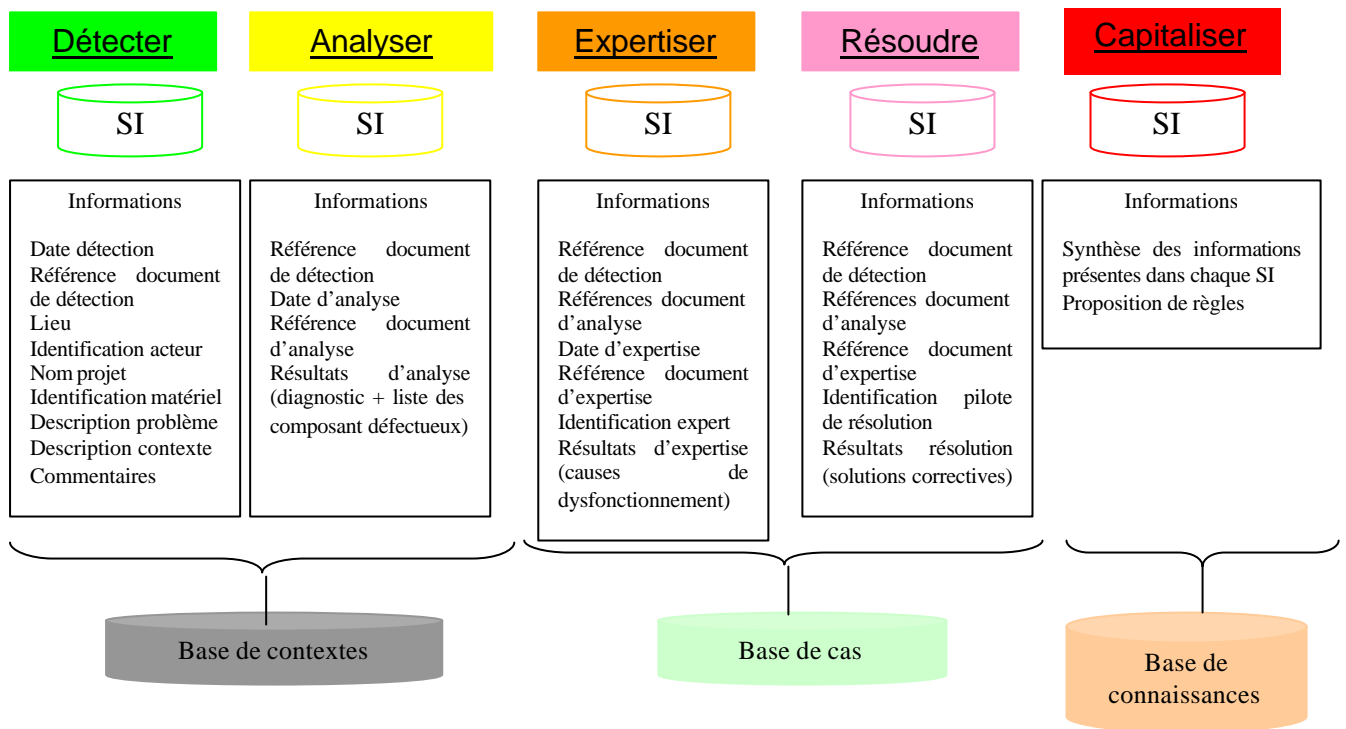 Détecter
Analyser
Expertiser
Résoudre
Capitaliser
SI
SI
SI
SI
SI
Informations
Date détection
Référence document
de détection
Lieu
Identification acteur
Nom projet
Identification matériel
Description problème
Description contexte
Commentaires
Informations
Référence document
de détection
Date d’analyse
Référence document
d’analyse
Résultats d’analyse
(diagnostic + liste des
composant défectueux)
Informations
Référence document
de détection
Références document
d’analyse
Date d’expertise
Référence document
d’expertise
Identification expert
Résultats d’expertise
(causes de
dysfonctionnement)
Informations
Référence document
de détection
Références document
d’analyse
Référence document
d’expertise
Identification pilote
de résolution
Résultats résolution
(solutions correctives)
Informations
Synthèse des informations
présentes dans chaque SI
Proposition de règles
Base de contextes
Base de cas
Base de
connaissances